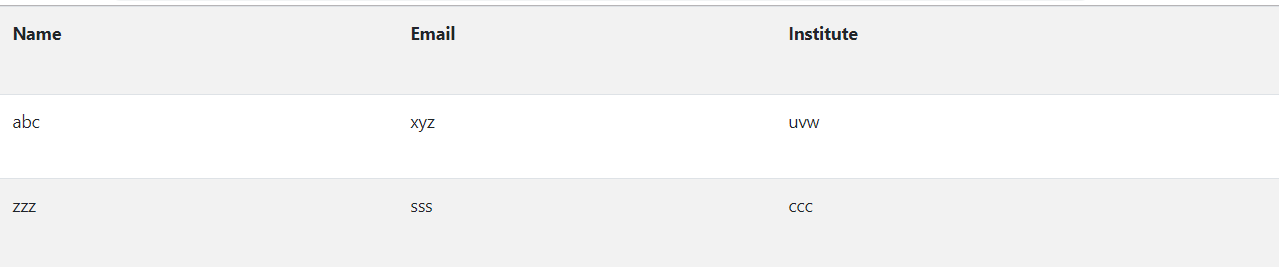 Name Email Institute
abc xyz uvw
zzz sss ccc